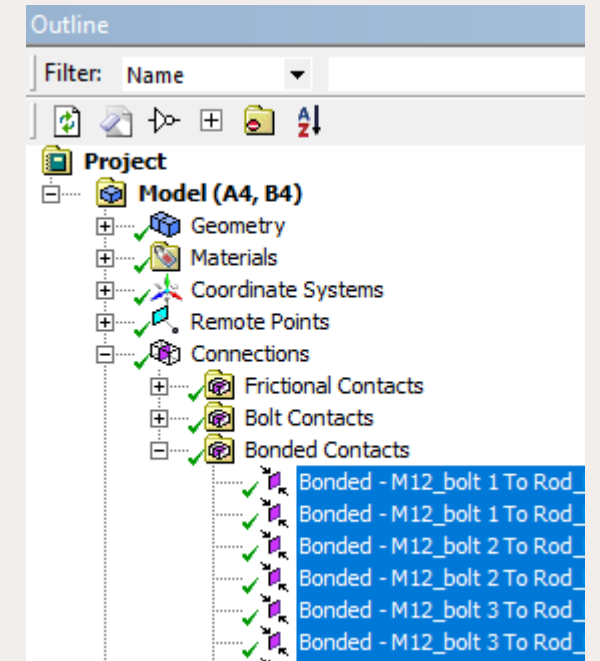 Outline
Filter: Name
Project
Model (A4, B4)
Geometry
Materials
Coordinate Systems
Remote Points
Connections
Frictional Contacts
Bolt Contacts
Bonded Contacts
Bonded - M12_bolt 1 To Rod_
Bonded - M12_bolt 1 To Rod_
Bonded - M12_bolt 2 To Rod_
Bonded - M12_bolt 2 To Rod_
Bonded - M12_bolt 3 To Rod_
Bonded - M12_bolt 3 To Rod_